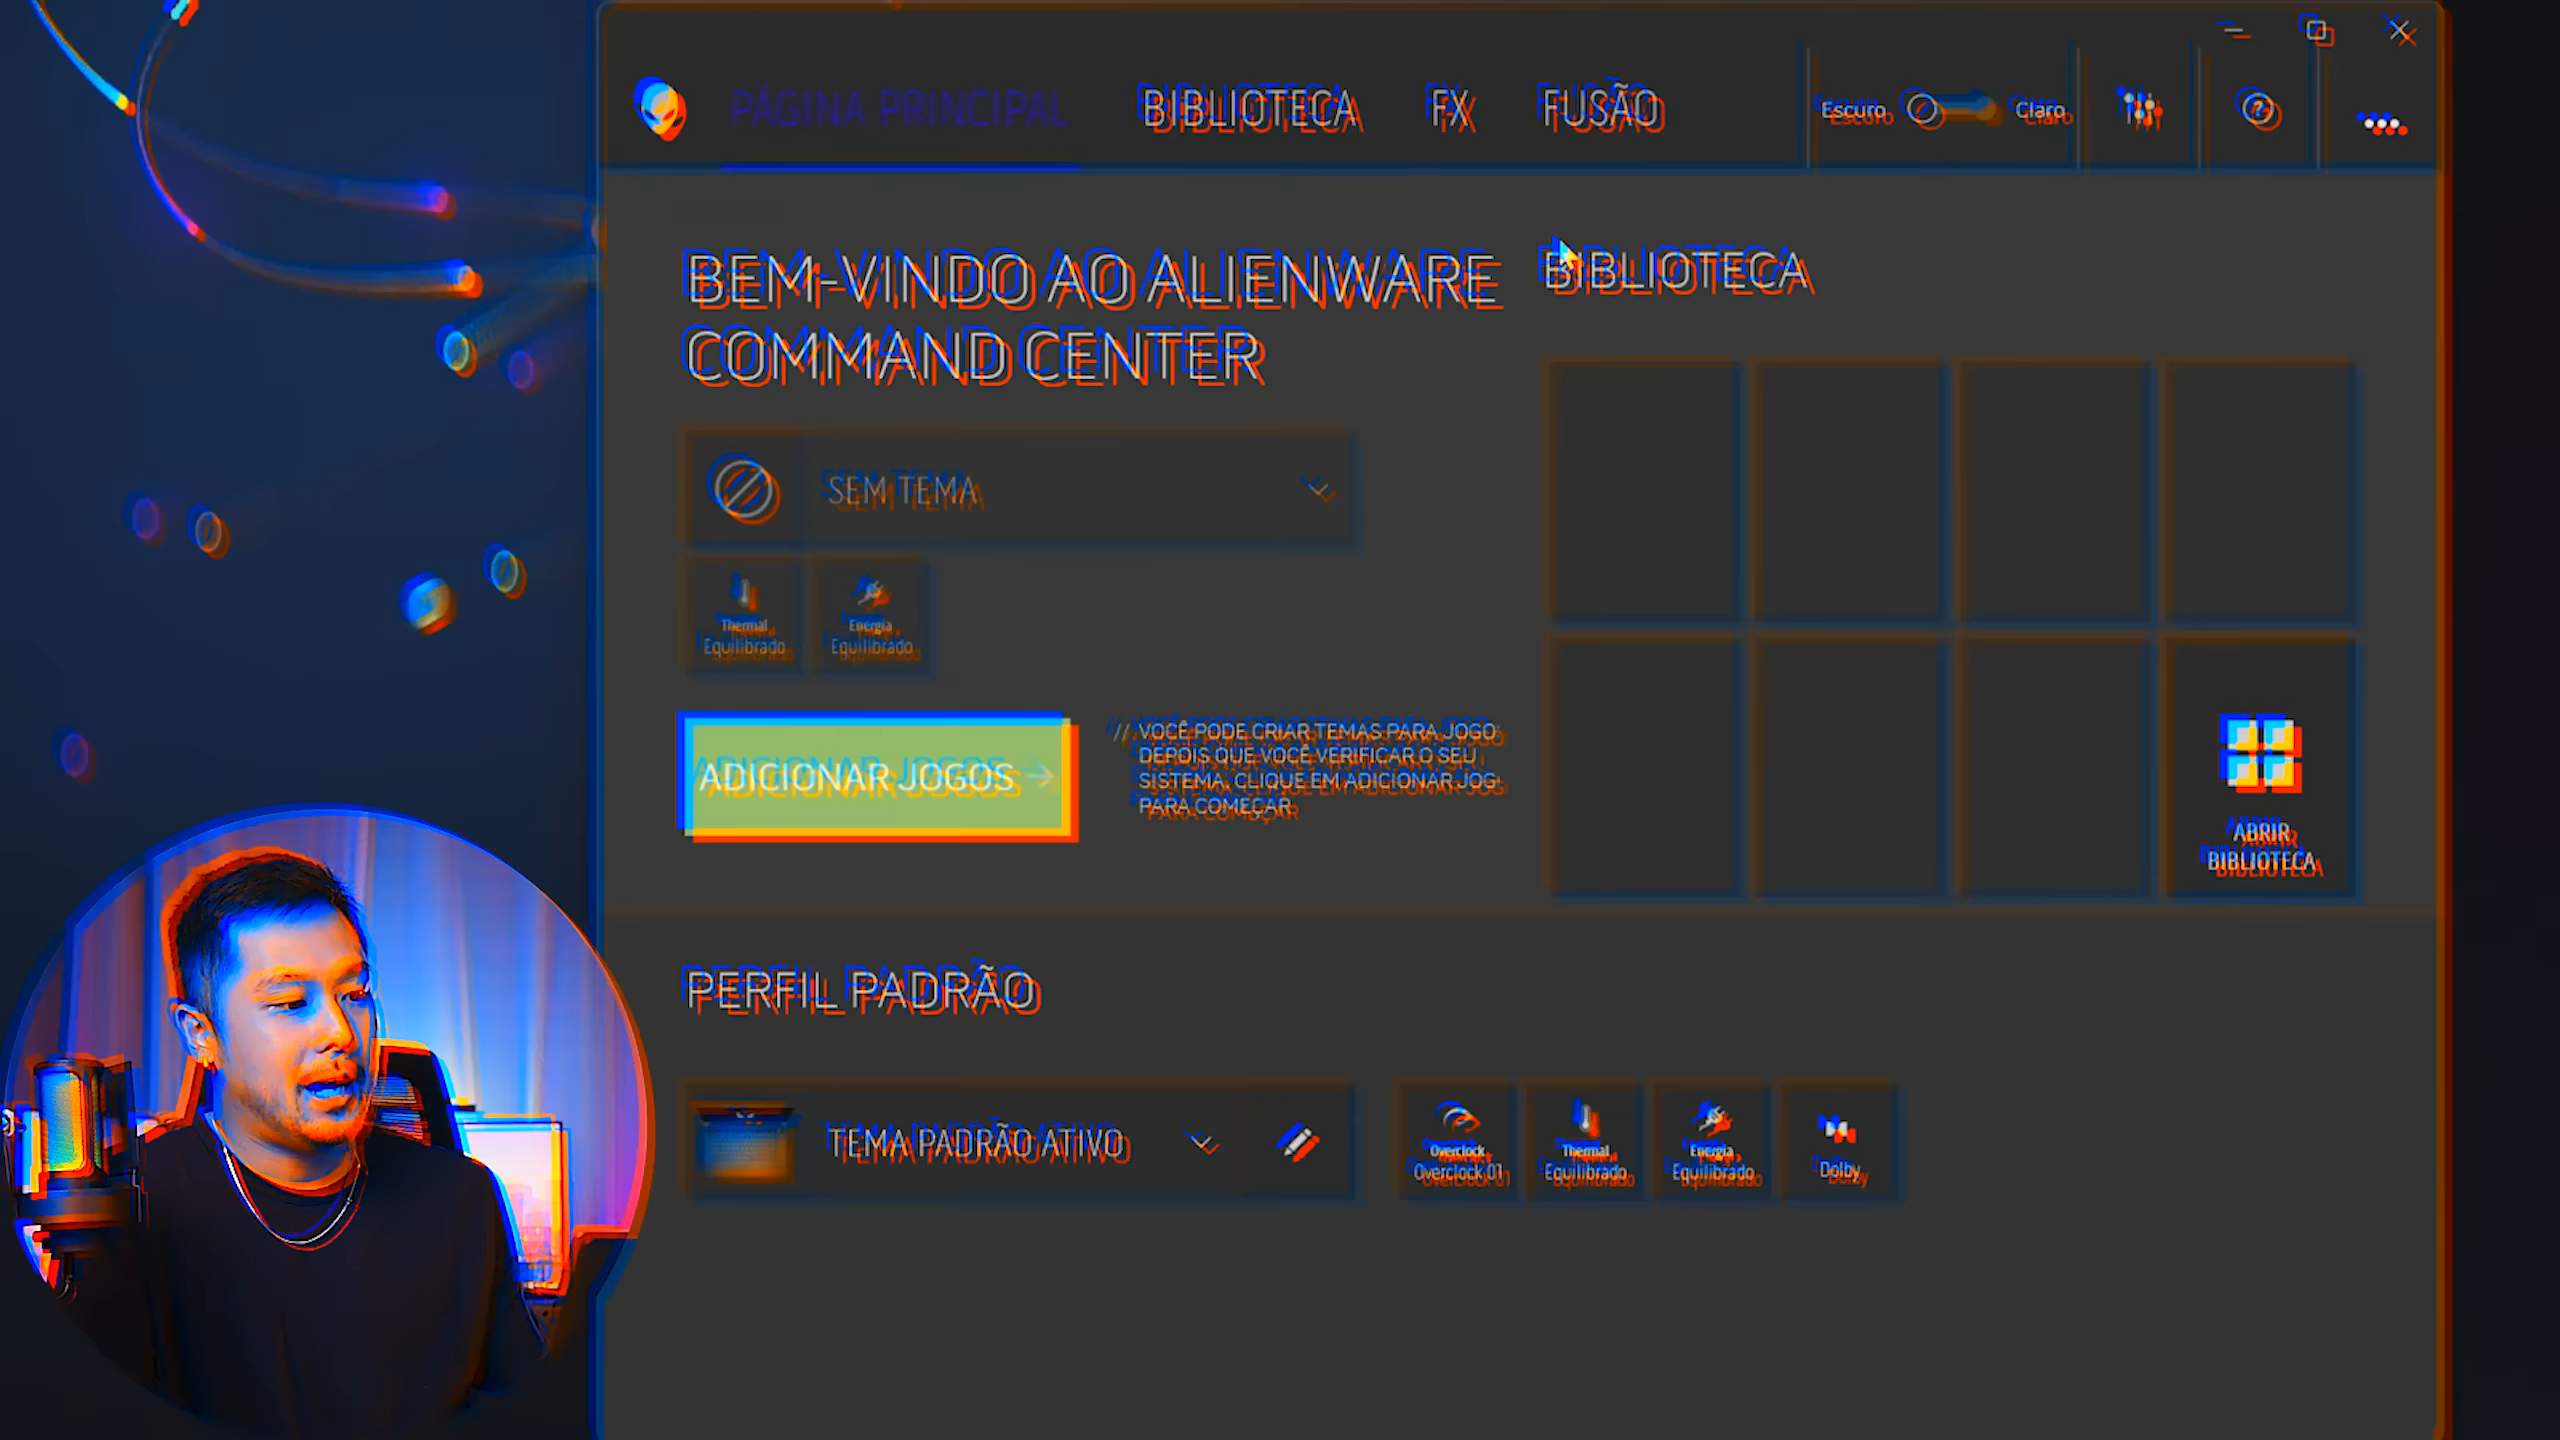 PÁGINA PRINCIPAL
BIBLIOTECA
FX
FUSÃO
Escuro
Claro
BEM-VINDO AO ALIENWARE
COMMAND CENTER
BIBLIOTECA
SEM TEMA
Thermal
Equilibrado
Energia
Equilibrado
ADICIONAR JOGOS →
// VOCÊ PODE CRIAR TEMAS PARA JOGO
DEPOIS QUE VOCÊ VERIFICAR O SEU
SISTEMA. CLIQUE EM ADICIONAR JOG
PARA COMEÇAR
ABRIR
BIBLIOTECA
PERFIL PADRÃO
TEMA PADRÃO ATIVO
Overclock
Overclock 01
Thermal
Equilibrado
Energia
Equilibrado
Dolby